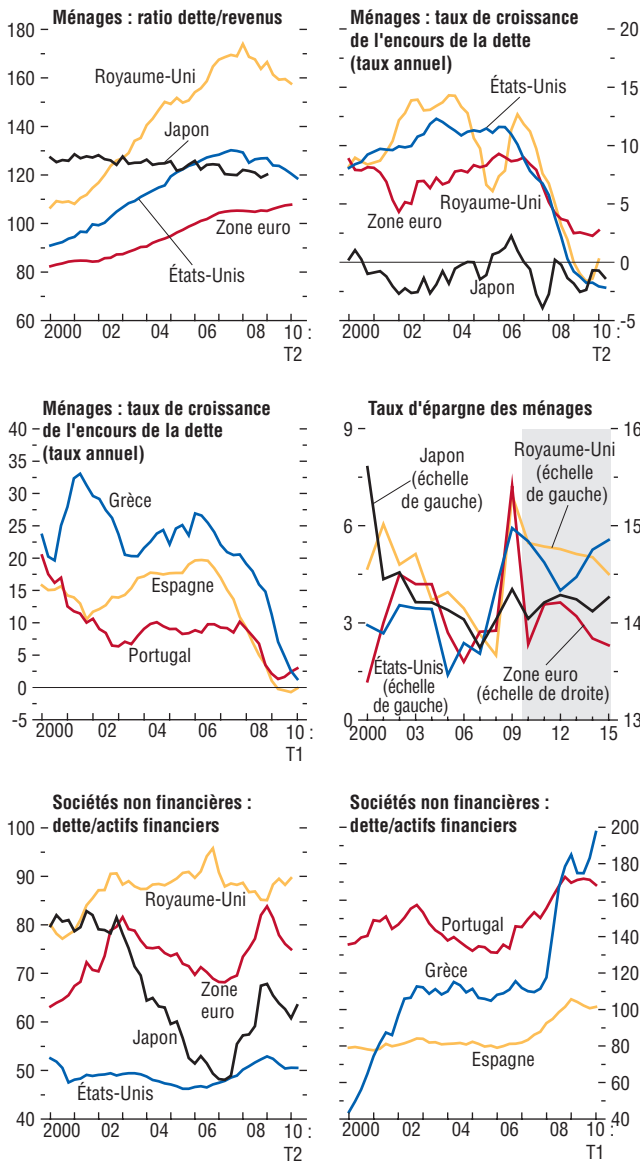 Ménages : ratio dette/revenus
180
160
140
120
100
80
60
Royaume-Uni
Japon
Zone euro
États-Unis
2000 02 04 06 08 10 :
T2
Ménages : taux de croissance
de l'encours de la dette
(taux annuel)
20
15
10
5
0
-5
États-Unis
Royaume-Uni
Zone euro
Japon
2000 02 04 06 08 10 :
T2
Ménages : taux de croissance
de l'encours de la dette
(taux annuel)
40
35
30
25
20
15
10
5
0
-5
Grèce
Espagne
Portugal
2000 02 04 06 08 10 :
T1
Taux d'épargne des ménages
9
6
3
0
16
15
14
13
Japon
(échelle
de gauche)
Royaume-Uni
(échelle
de gauche)
États-Unis
(échelle
de gauche)
Zone euro
(échelle de droite)
2000 03 06 09 12 15
Sociétés non financières :
dette/actifs financiers
100
90
80
70
60
50
40
Royaume-Uni
Zone
euro
Japon
États-Unis
2000 02 04 06 08 10 :
T2
Sociétés non financières :
dette/actifs financiers
200
180
160
140
120
100
80
60
40
Portugal
Grèce
Espagne
2000 02 04 06 08 10 :
T1